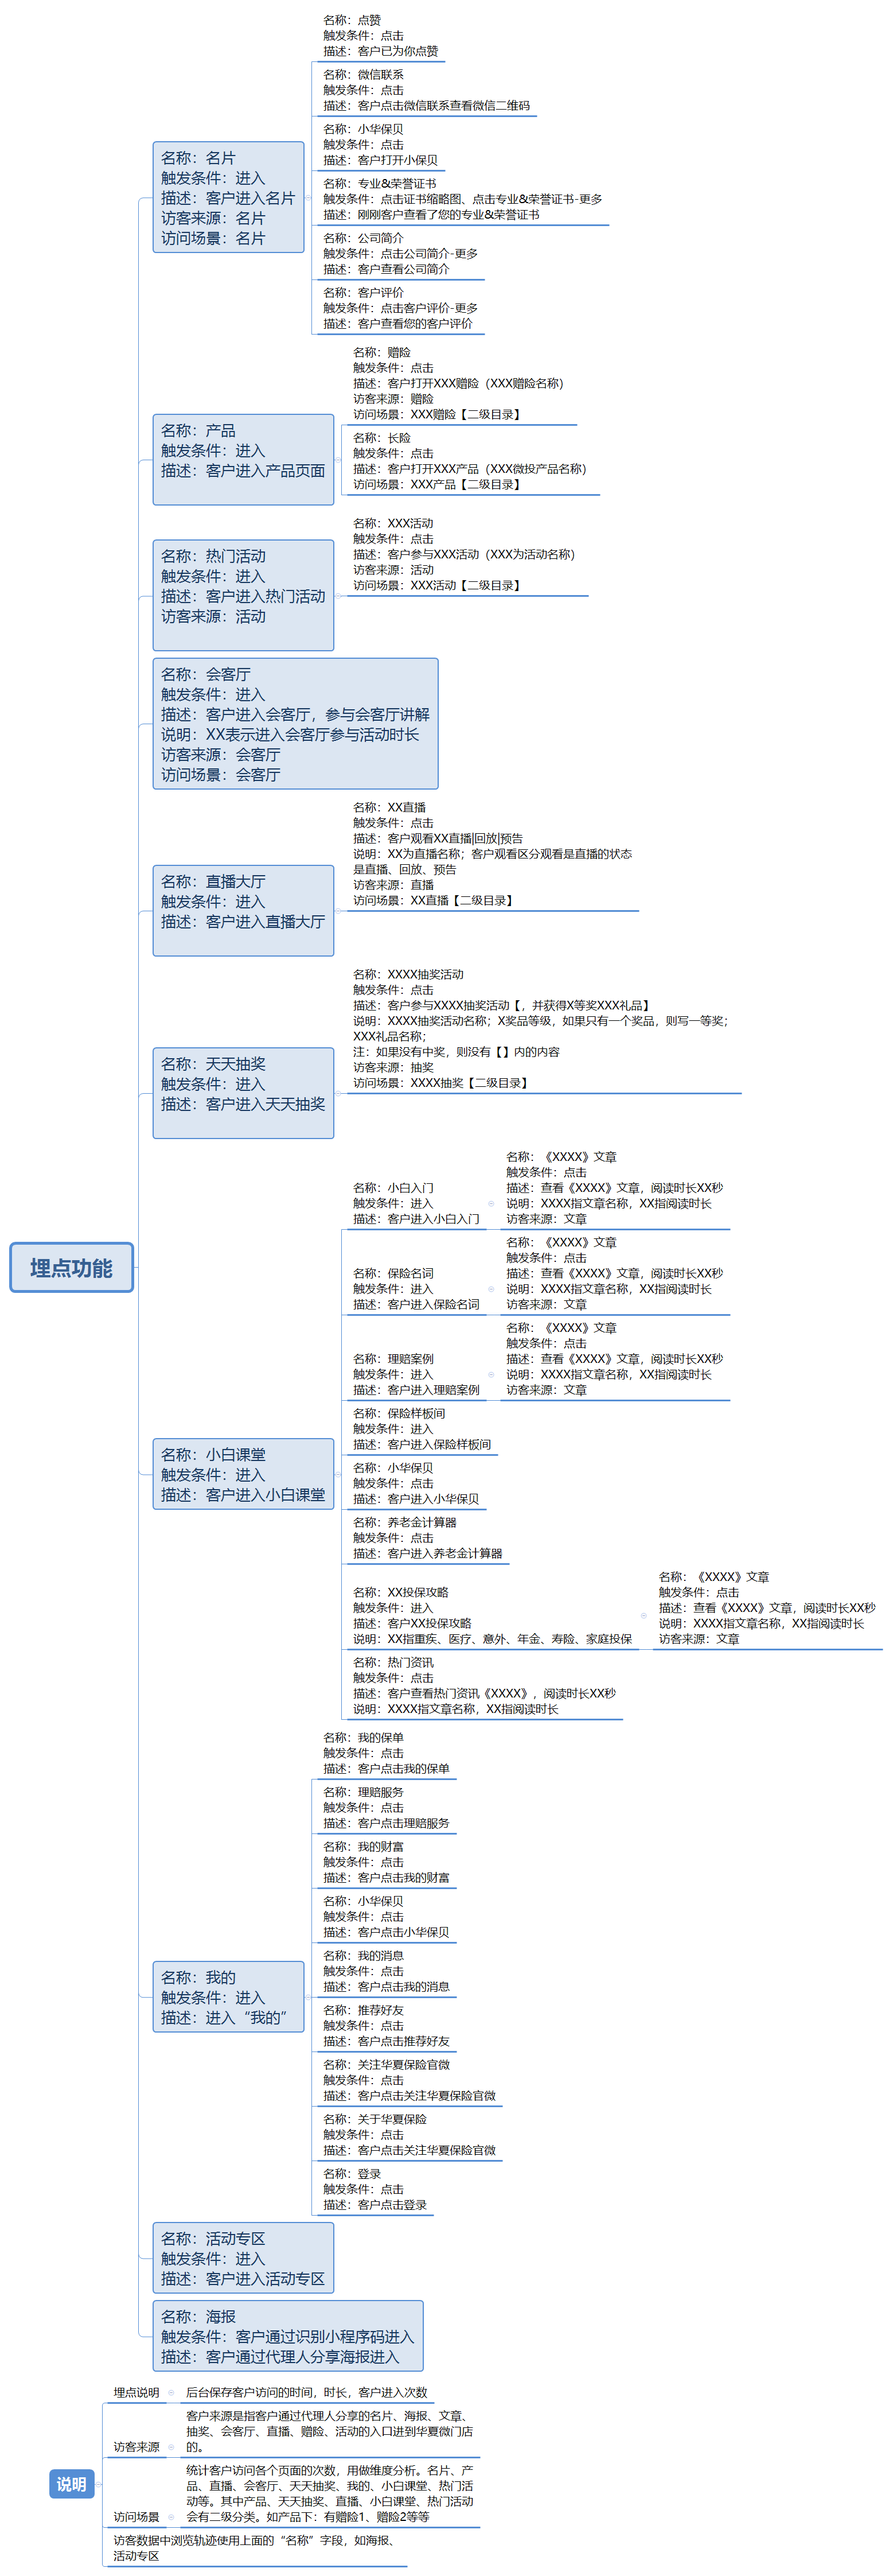 埋点功能
名称：名片
触发条件：进入
描述：客户进入名片
访客来源：名片
访问场景：名片
名称：点赞
触发条件：点击
描述：客户已为你点赞
名称：微信联系
触发条件：点击
描述：客户点击微信联系查看微信二维码
名称：小华保贝
触发条件：点击
描述：客户打开小保贝
名称：专业&荣誉证书
触发条件：点击证书缩略图、点击专业&荣誉证书-更多
描述：刚刚客户查看了您的专业&荣誉证书
名称：公司简介
触发条件：点击公司简介-更多
描述：客户查看公司简介
名称：客户评价
触发条件：点击客户评价-更多
描述：客户查看您的客户评价
名称：产品
触发条件：进入
描述：客户进入产品页面
名称：赠险
触发条件：点击
描述：客户打开XXX赠险（XXX赠险名称）
访客来源：赠险
访问场景：XXX赠险【二级目录】
名称：长险
触发条件：点击
描述：客户打开XXX产品（XXX微投产品名称）
访问场景：XXX产品【二级目录】
名称：热门活动
触发条件：进入
描述：客户进入热门活动
访客来源：活动
名称：XXX活动
触发条件：点击
描述：客户参与XXX活动（XXX为活动名称）
访客来源：活动
访问场景：XXX活动【二级目录】
名称：会客厅
触发条件：进入
描述：客户进入会客厅，参与会客厅讲解
说明：XX表示进入会客厅参与活动时长
访客来源：会客厅
访问场景：会客厅
名称：直播大厅
触发条件：进入
描述：客户进入直播大厅
名称：XX直播
触发条件：点击
描述：客户观看XX直播|回放|预告
说明：XX为直播名称；客户观看区分观看是直播的状态
是直播、回放、预告
访客来源：直播
访问场景：XX直播【二级目录】
名称：天天抽奖
触发条件：进入
描述：客户进入天天抽奖
名称：XXXX抽奖活动
触发条件：点击
描述：客户参与XXXX抽奖活动【，并获得X等奖XXX礼品】
说明：XXXX抽奖活动名称；X奖品等级，如果只有一个奖品，则写一等奖；
XXX礼品名称；
注：如果没有中奖，则没有【】内的内容
访客来源：抽奖
访问场景：XXXX抽奖【二级目录】
名称：小白课堂
触发条件：进入
描述：客户进入小白课堂
名称：小白入门
触发条件：进入
描述：客户进入小白入门
名称：《XXXX》文章
触发条件：点击
描述：查看《XXXX》文章，阅读时长XX秒
说明：XXXX指文章名称，XX指阅读时长
访客来源：文章
名称：保险名词
触发条件：进入
描述：客户进入保险名词
名称：《XXXX》文章
触发条件：点击
描述：查看《XXXX》文章，阅读时长XX秒
说明：XXXX指文章名称，XX指阅读时长
访客来源：文章
名称：理赔案例
触发条件：进入
描述：客户进入理赔案例
名称：《XXXX》文章
触发条件：点击
描述：查看《XXXX》文章，阅读时长XX秒
说明：XXXX指文章名称，XX指阅读时长
访客来源：文章
名称：保险样板间
触发条件：进入
描述：客户进入保险样板间
名称：小华保贝
触发条件：点击
描述：客户进入小华保贝
名称：养老金计算器
触发条件：点击
描述：客户进入养老金计算器
名称：XX投保攻略
触发条件：进入
描述：客户XX投保攻略
说明：XX指重疾、医疗、意外、年金、寿险、家庭投保
名称：《XXXX》文章
触发条件：点击
描述：查看《XXXX》文章，阅读时长XX秒
说明：XXXX指文章名称，XX指阅读时长
访客来源：文章
名称：热门资讯
触发条件：点击
描述：客户查看热门资讯《XXXX》，阅读时长XX秒
说明：XXXX指文章名称，XX指阅读时长
名称：我的
触发条件：进入
描述：进入“我的”
名称：我的保单
触发条件：点击
描述：客户点击我的保单
名称：理赔服务
触发条件：点击
描述：客户点击理赔服务
名称：我的财富
触发条件：点击
描述：客户点击我的财富
名称：小华保贝
触发条件：点击
描述：客户点击小华保贝
名称：我的消息
触发条件：点击
描述：客户点击我的消息
名称：推荐好友
触发条件：点击
描述：客户点击推荐好友
名称：关注华夏保险官微
触发条件：点击
描述：客户点击关注华夏保险官微
名称：关于华夏保险
触发条件：点击
描述：客户点击关注华夏保险官微
名称：登录
触发条件：点击
描述：客户点击登录
名称：活动专区
触发条件：进入
描述：客户进入活动专区
名称：海报
触发条件：客户通过识别小程序码进入
描述：客户通过代理人分享海报进入
说明
埋点说明
后台保存客户访问的时间，时长，客户进入次数
访客来源
客户来源是指客户通过代理人分享的名片、海报、文章、
抽奖、会客厅、直播、赠险、活动的入口进到华夏微门店
的。
访问场景
统计客户访问各个页面的次数，用做维度分析。名片、产
品、直播、会客厅、天天抽奖、我的、小白课堂、热门活
动等。其中产品、天天抽奖、直播、小白课堂、热门活动
会有二级分类。如产品下：有赠险1、赠险2等等
访客数据中浏览轨迹使用上面的“名称”字段，如海报、
活动专区